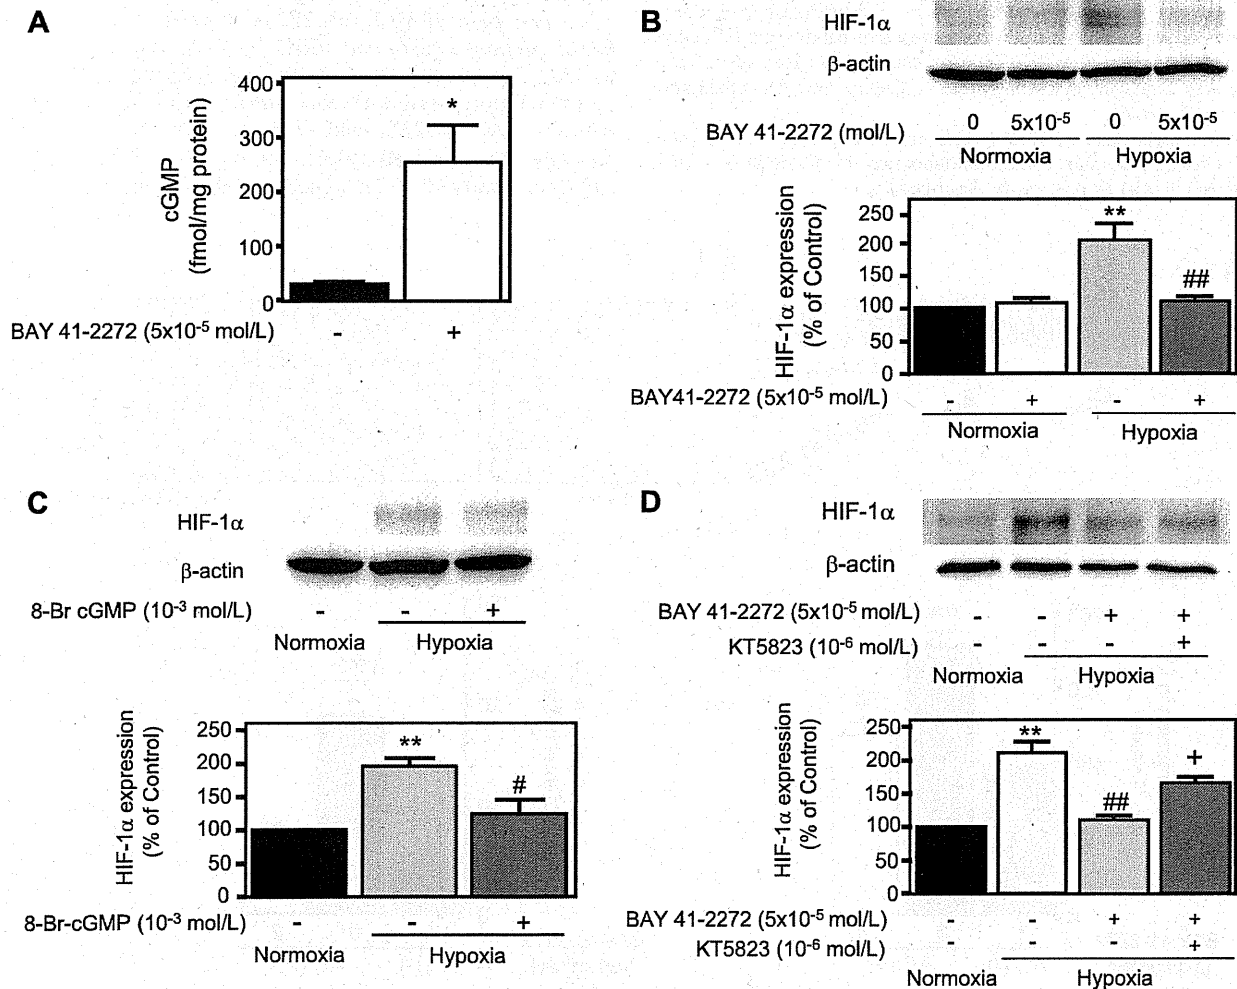 A
400
300
200
100
0
cGMP
(fmol/mg protein)
*
BAY 41-2272 (5x10-5 mol/L)
-
+
B
HIF-1α
β-actin
BAY 41-2272 (mol/L)
0 5x10-5 0 5x10-5
Normoxia Hypoxia
HIF-1α expression
(% of Control)
250
200
150
100
50
0
**
##
BAY41-2272 (5x10-5 mol/L)
- + - +
Normoxia Hypoxia
C
HIF-1α
β-actin
8-Br cGMP (10-3 mol/L)
- - +
Normoxia Hypoxia
HIF-1α expression
(% of Control)
250
200
150
100
50
0
**
#
8-Br-cGMP (10-3 mol/L)
- - +
Normoxia Hypoxia
D
HIF-1α
β-actin
BAY 41-2272 (5x10-5 mol/L)
- - + +
KT5823 (10-6 mol/L)
- - - +
Normoxia Hypoxia
HIF-1α expression
(% of Control)
250
200
150
100
50
0
**
##
+
BAY 41-2272 (5x10-5 mol/L)
- - + +
KT5823 (10-6 mol/L)
- - - +
Normoxia Hypoxia